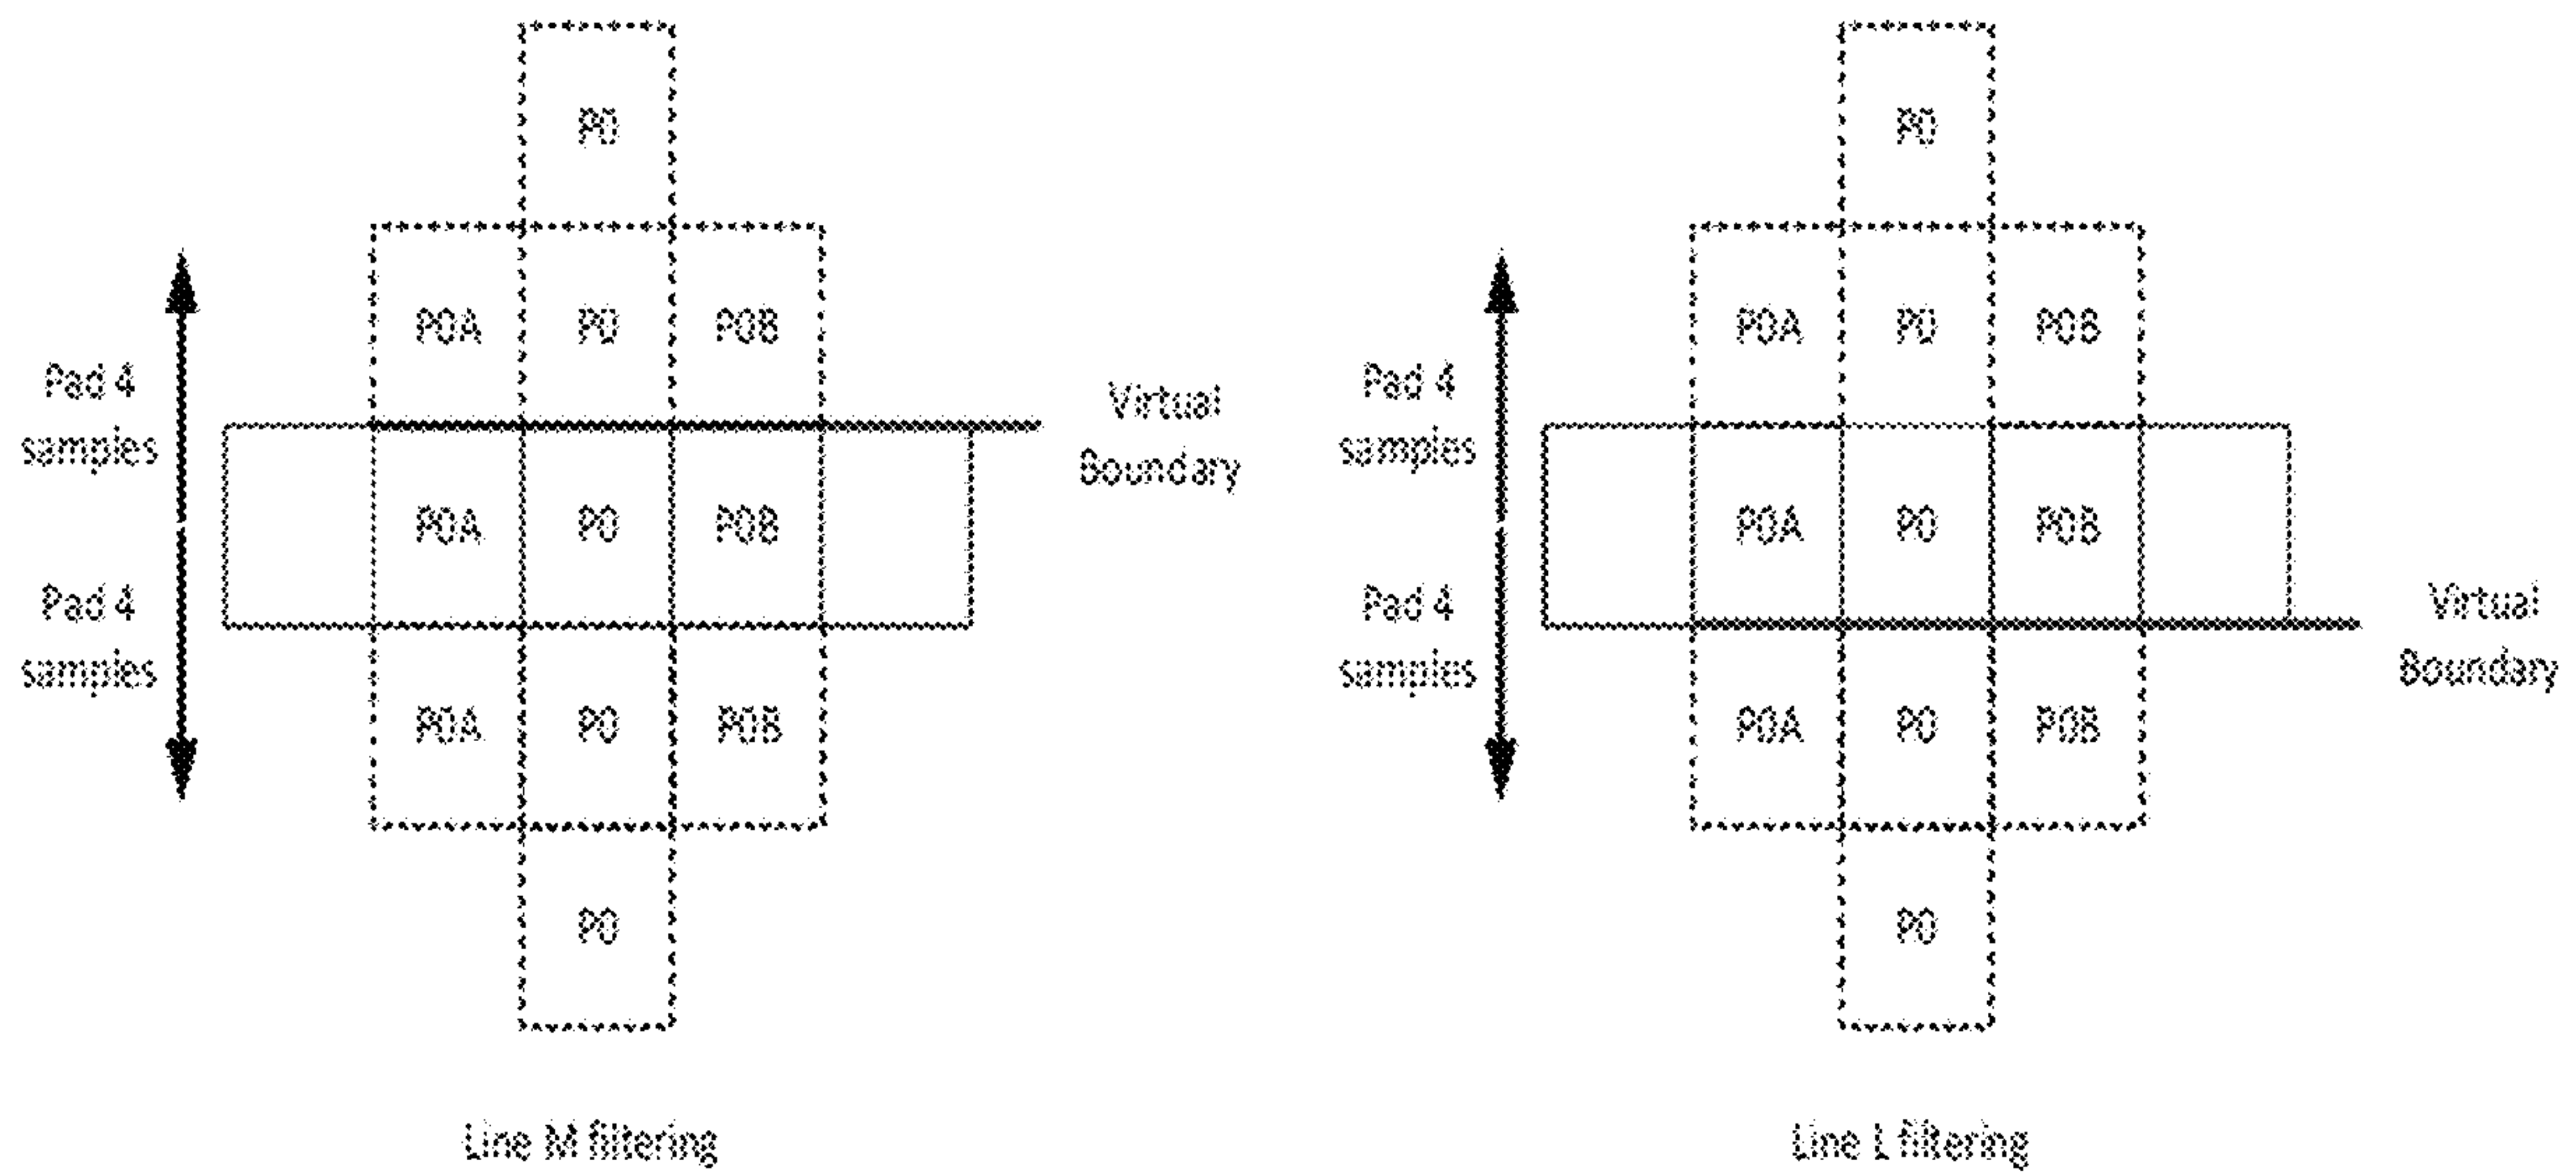 P0
P0A P0 P0B
Pad 4
samples
Virtual
Boundary
P0A P0 P0B
Pad 4
samples
P0A P0 P0B
P0
Line M filtering
P0
P0A P0 P0B
Pad 4
samples
P0A P0 P0B
Pad 4
samples
Virtual
Boundary
P0A P0 P0B
P0
Line L filtering